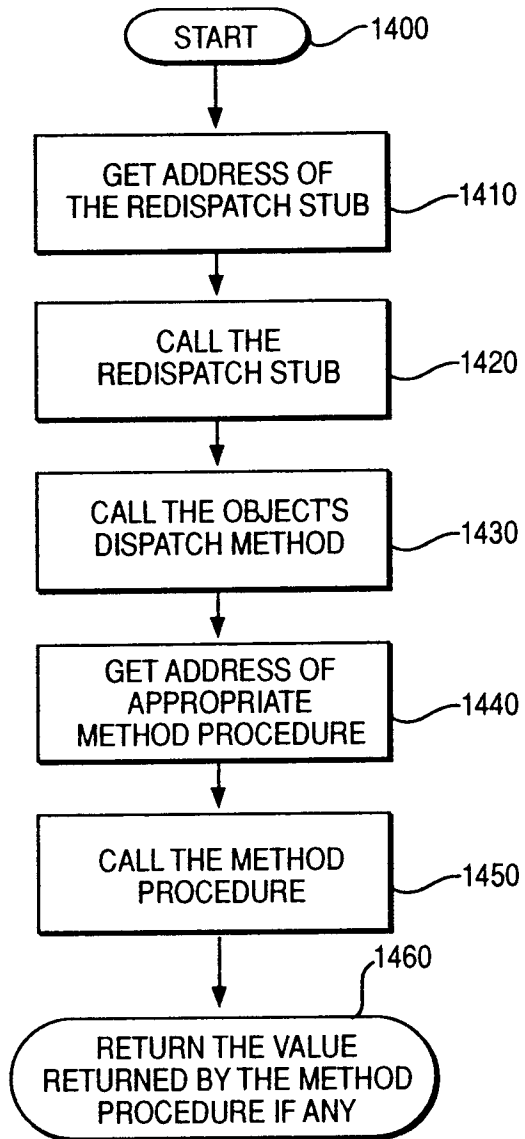 START
1400
GET ADDRESS OF
THE REDISPATCH STUB
1410
CALL THE
REDISPATCH STUB
1420
CALL THE OBJECT'S
DISPATCH METHOD
1430
GET ADDRESS OF
APPROPRIATE
METHOD PROCEDURE
1440
CALL THE METHOD
PROCEDURE
1450
1460
RETURN THE VALUE
RETURNED BY THE METHOD
PROCEDURE IF ANY